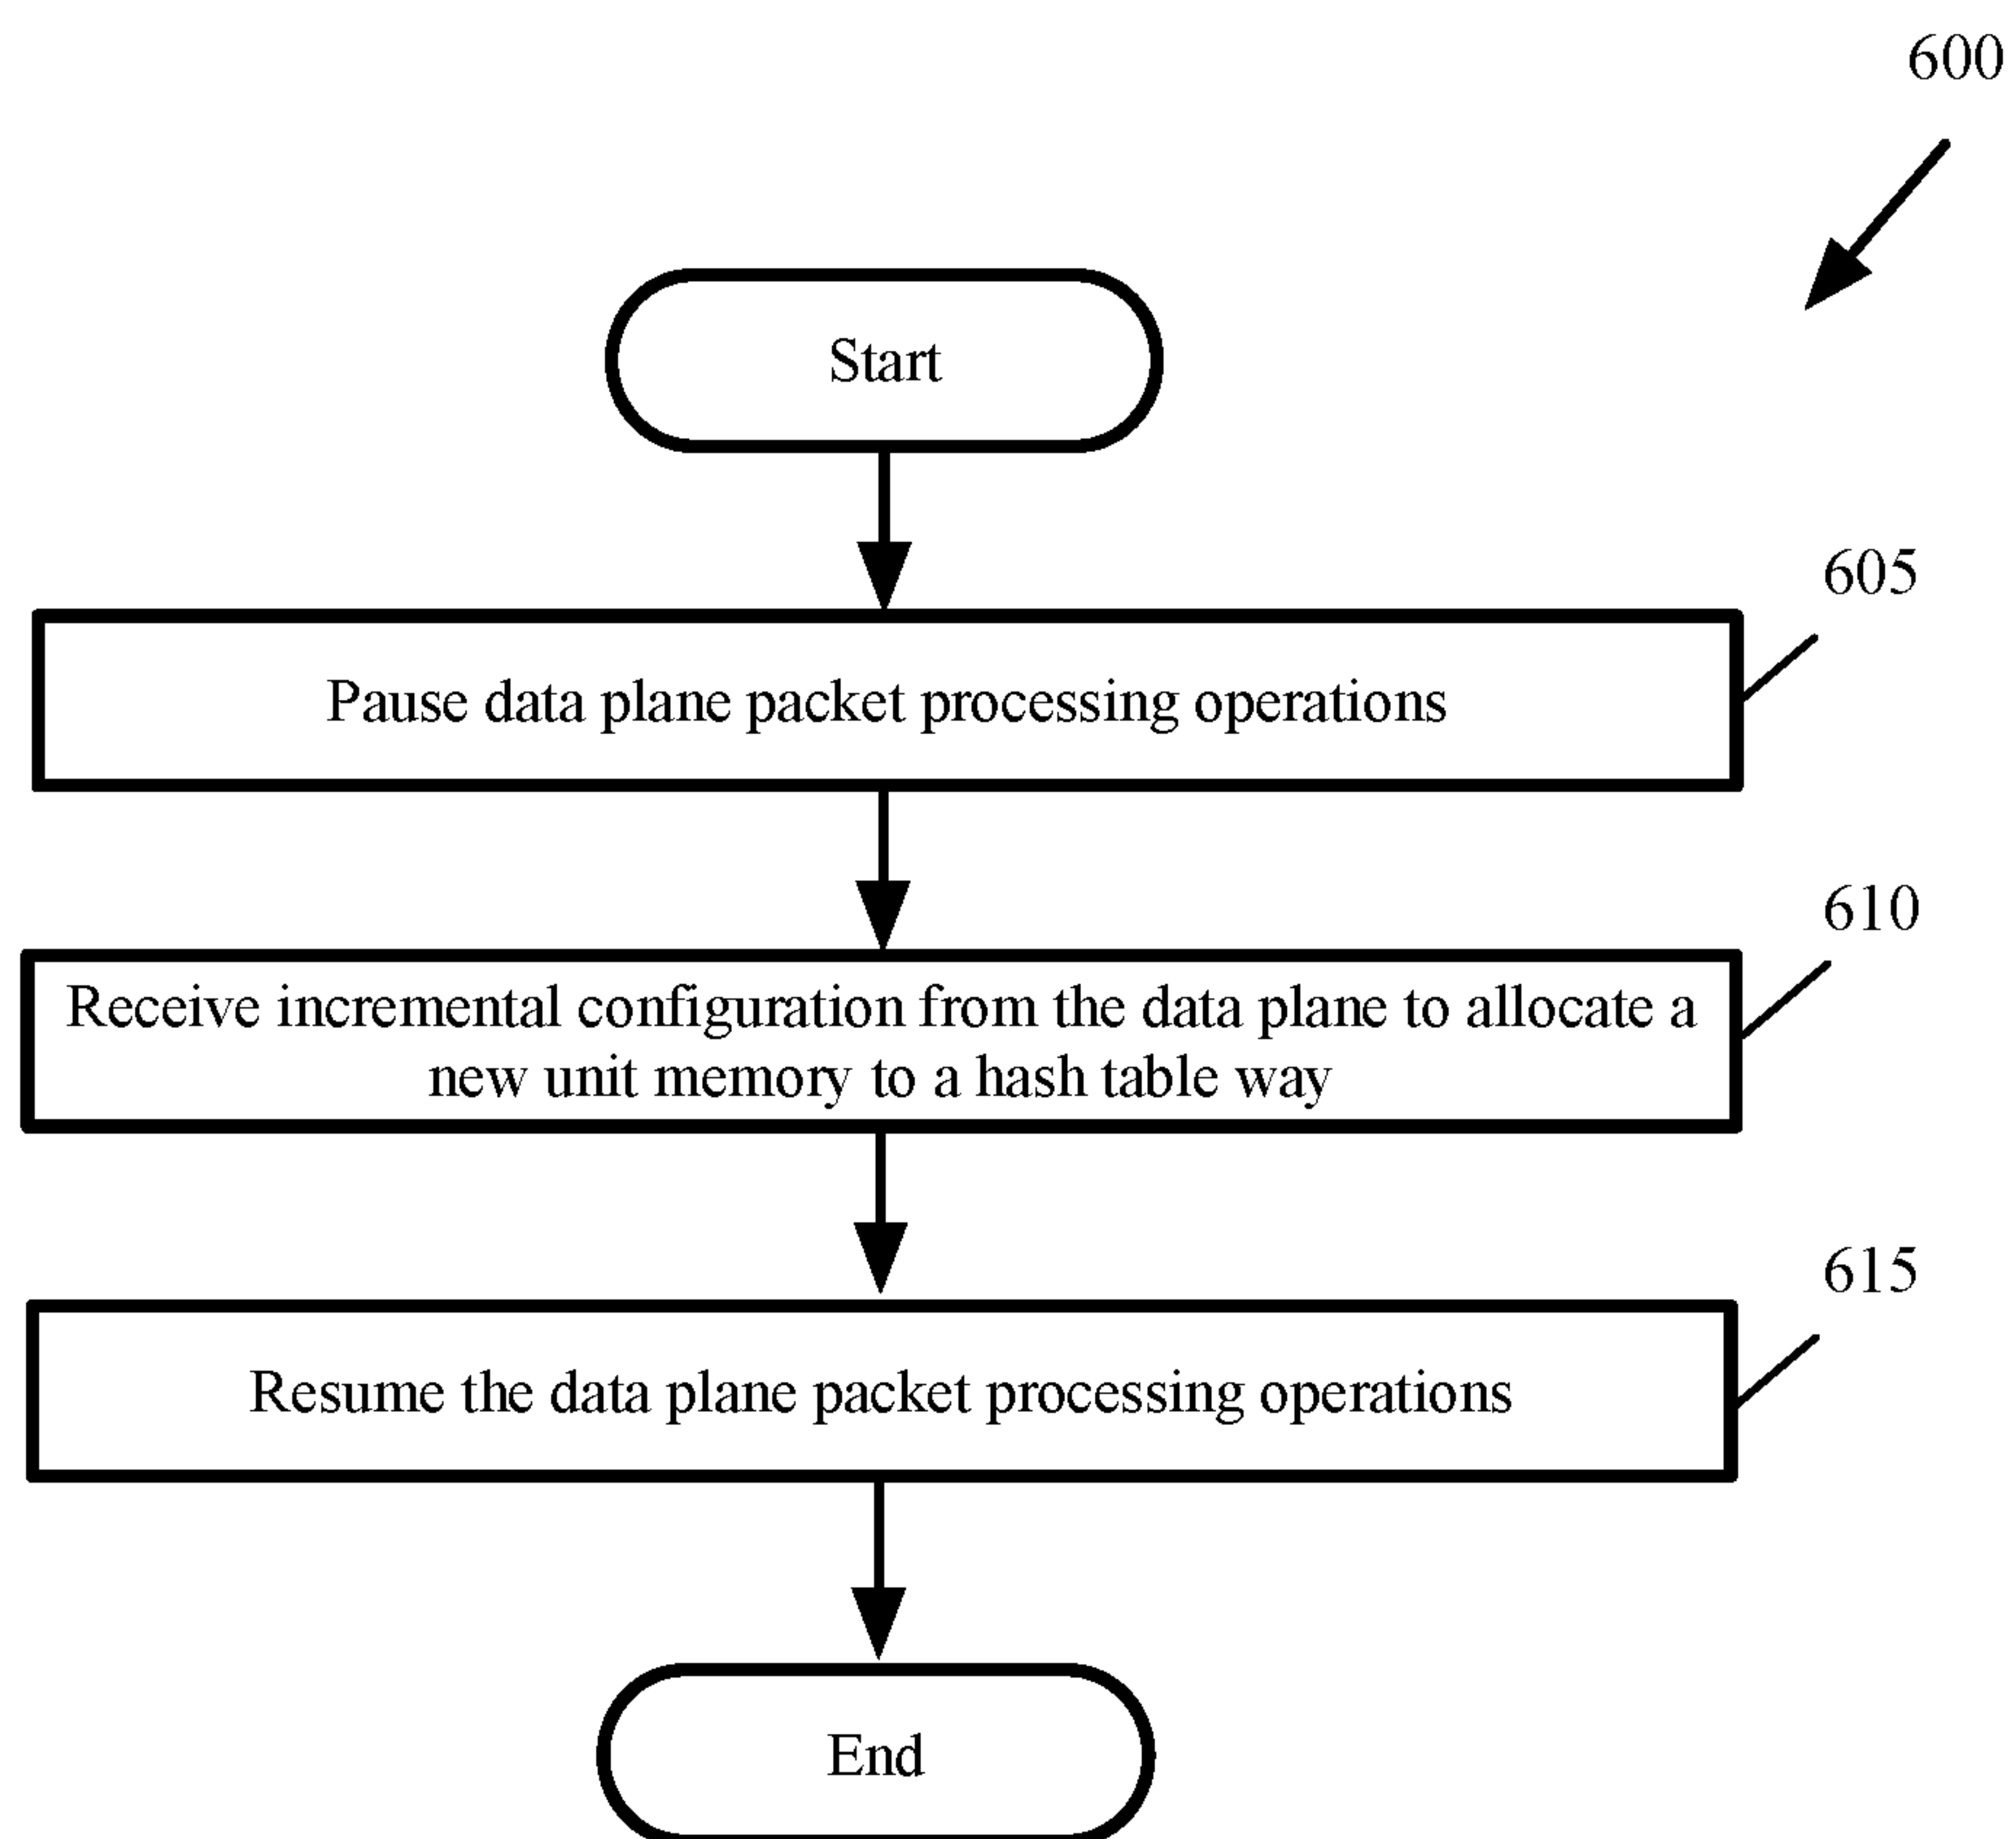 600
Start
605
Pause data plane packet processing operations
610
Receive incremental configuration from the data plane to allocate a
new unit memory to a hash table way
615
Resume the data plane packet processing operations
End